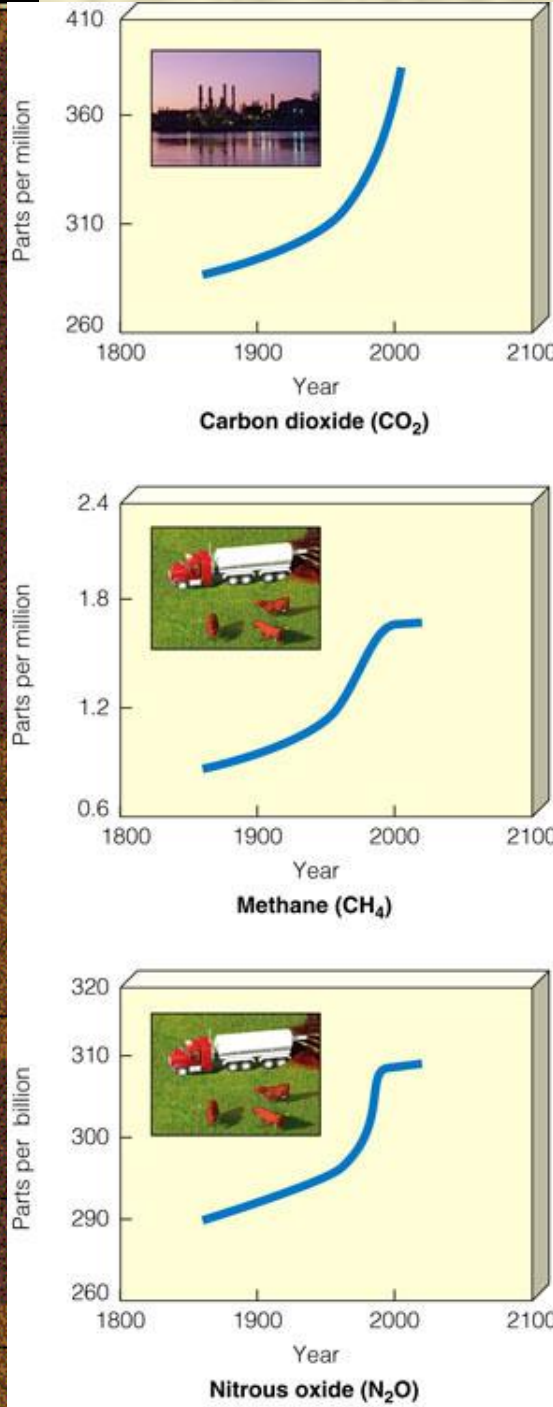 410
360
310
260
Parts per million
1800 1900 2000 2100
Year
Carbon dioxide (CO₂)
2.4
1.8
1.2
0.6
Parts per million
1800 1900 2000 2100
Year
Methane (CH₄)
320
310
300
290
260
Parts per billion
1800 1900 2000 2100
Year
Nitrous oxide (N₂O)